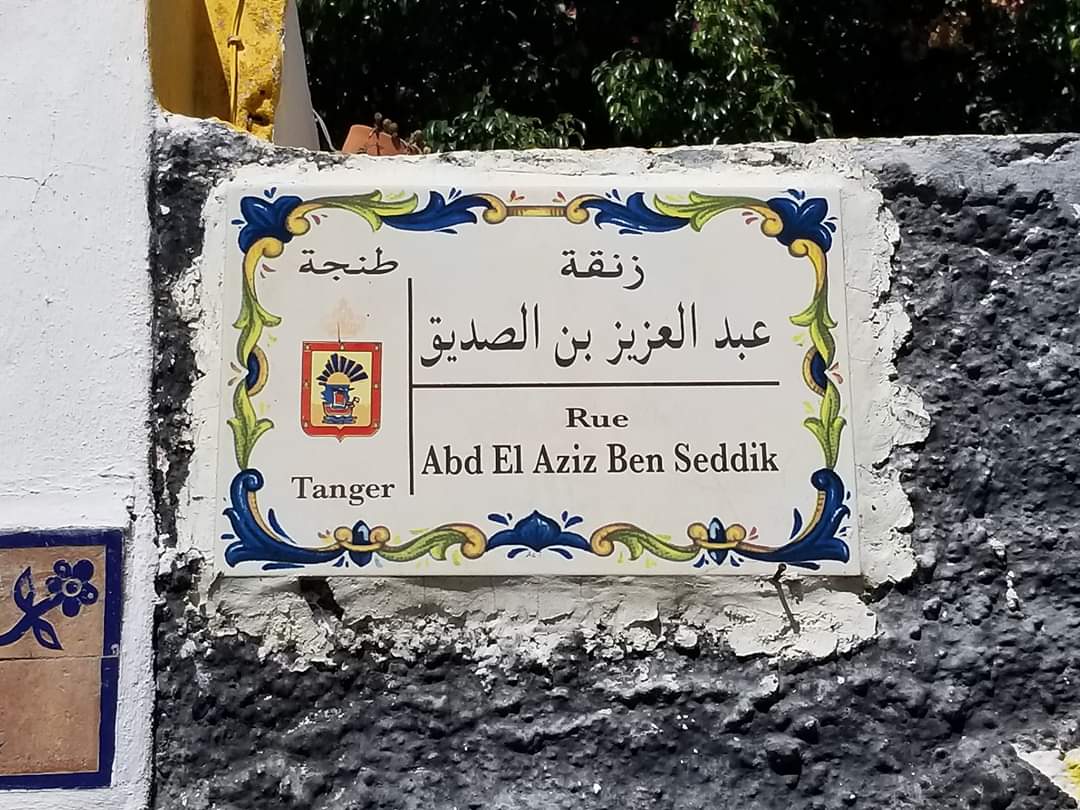 طنجة
زنقة
عبد العزيز بن الصديق
Rue
Abd El Aziz Ben Seddik
Tanger